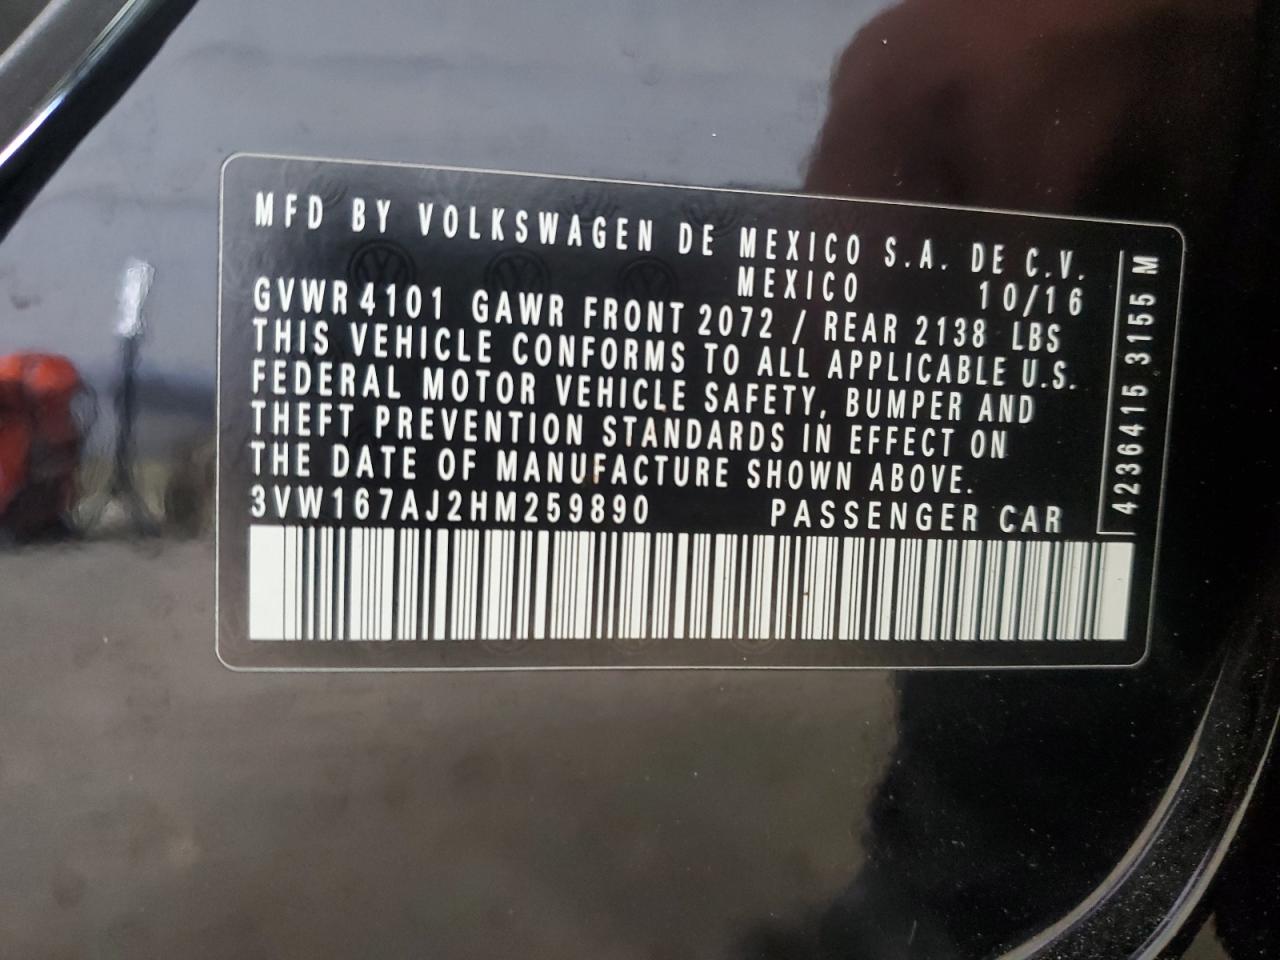 MFD BY VOLKSWAGEN DE MEXICO S.A. DE C.V.
MEXICO 10/16
GVWR 4101 GAWR FRONT 2072 / REAR 2138 LBS
THIS VEHICLE CONFORMS TO ALL APPLICABLE U.S.
FEDERAL MOTOR VEHICLE SAFETY, BUMPER AND
THEFT PREVENTION STANDARDS IN EFFECT ON
THE DATE OF MANUFACTURE SHOWN ABOVE.
3VW167AJ2HM259890 PASSENGER CAR
4236415 3155 M